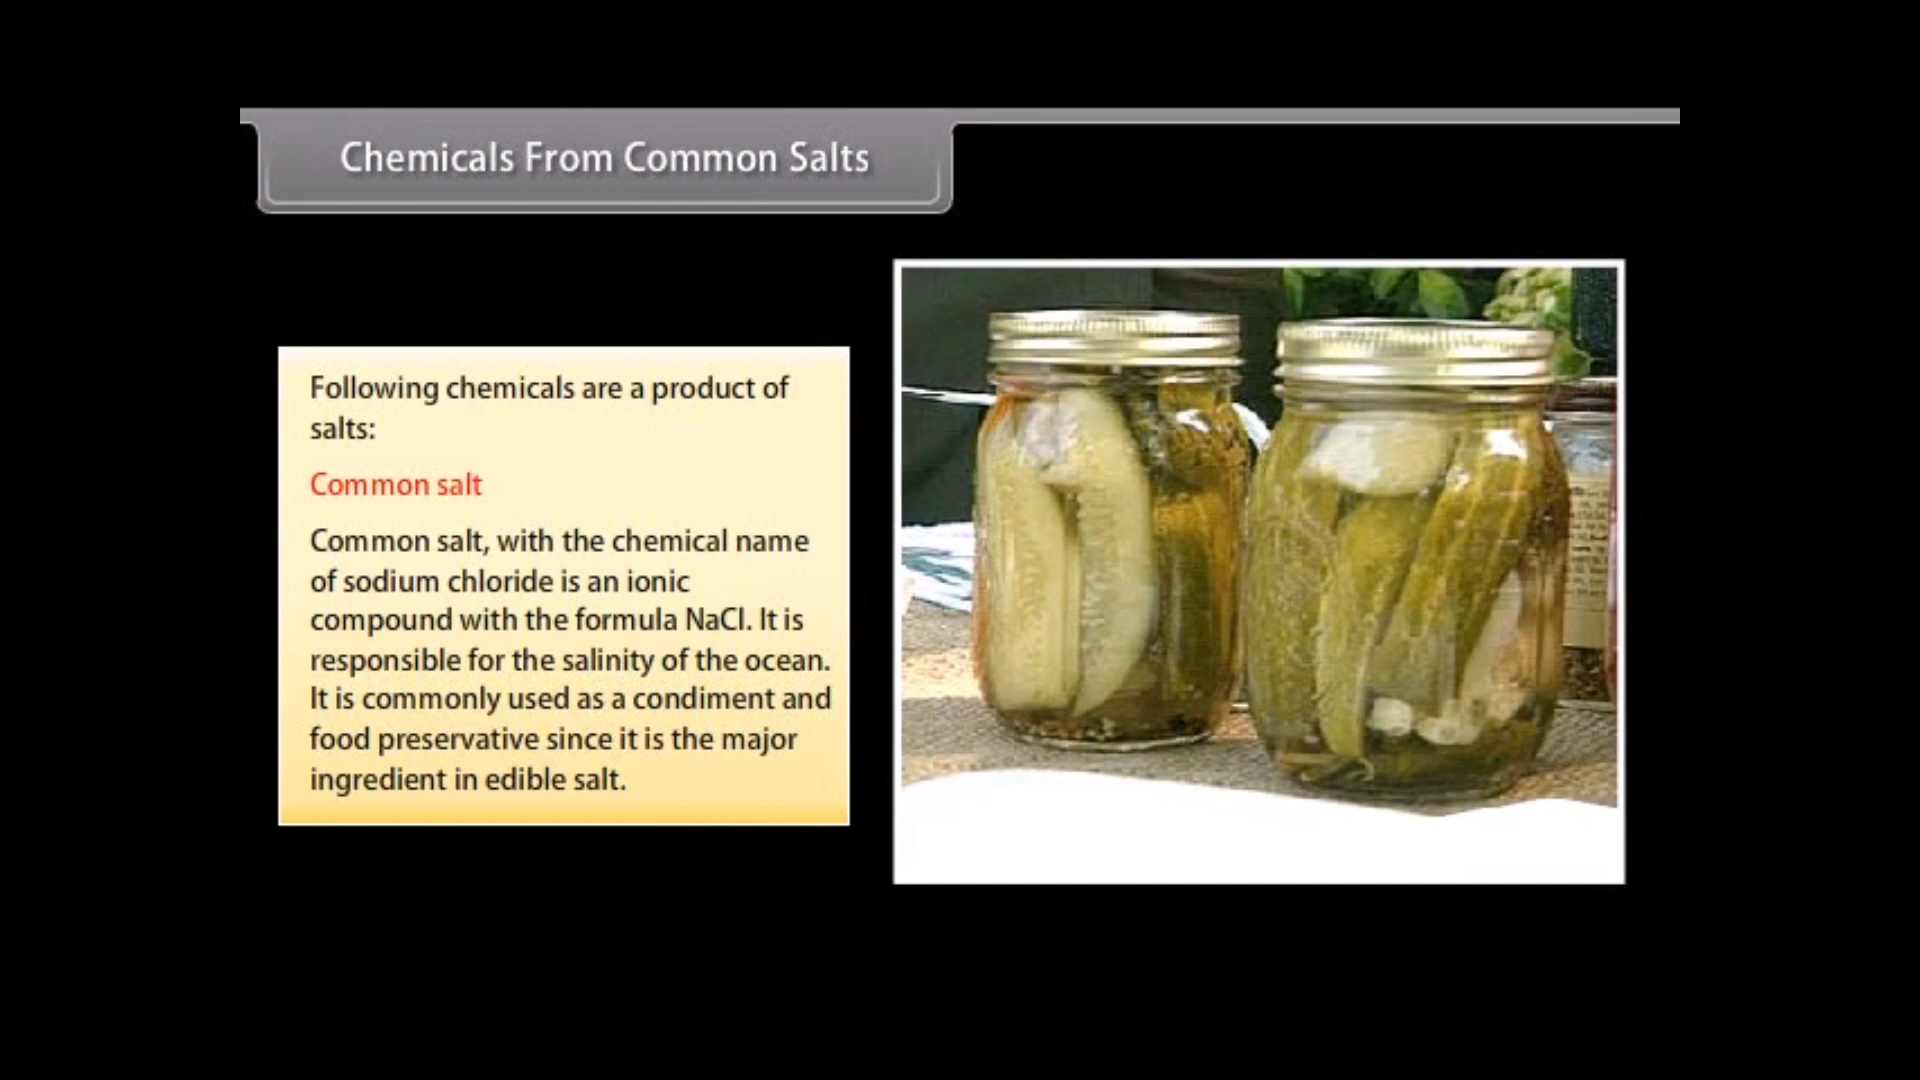 Chemicals From Common Salts
Following chemicals are a product of
salts:
Common salt
Common salt, with the chemical name
of sodium chloride is an ionic
compound with the formula NaCl. It is
responsible for the salinity of the ocean.
It is commonly used as a condiment and
food preservative since it is the major
ingredient in edible salt.